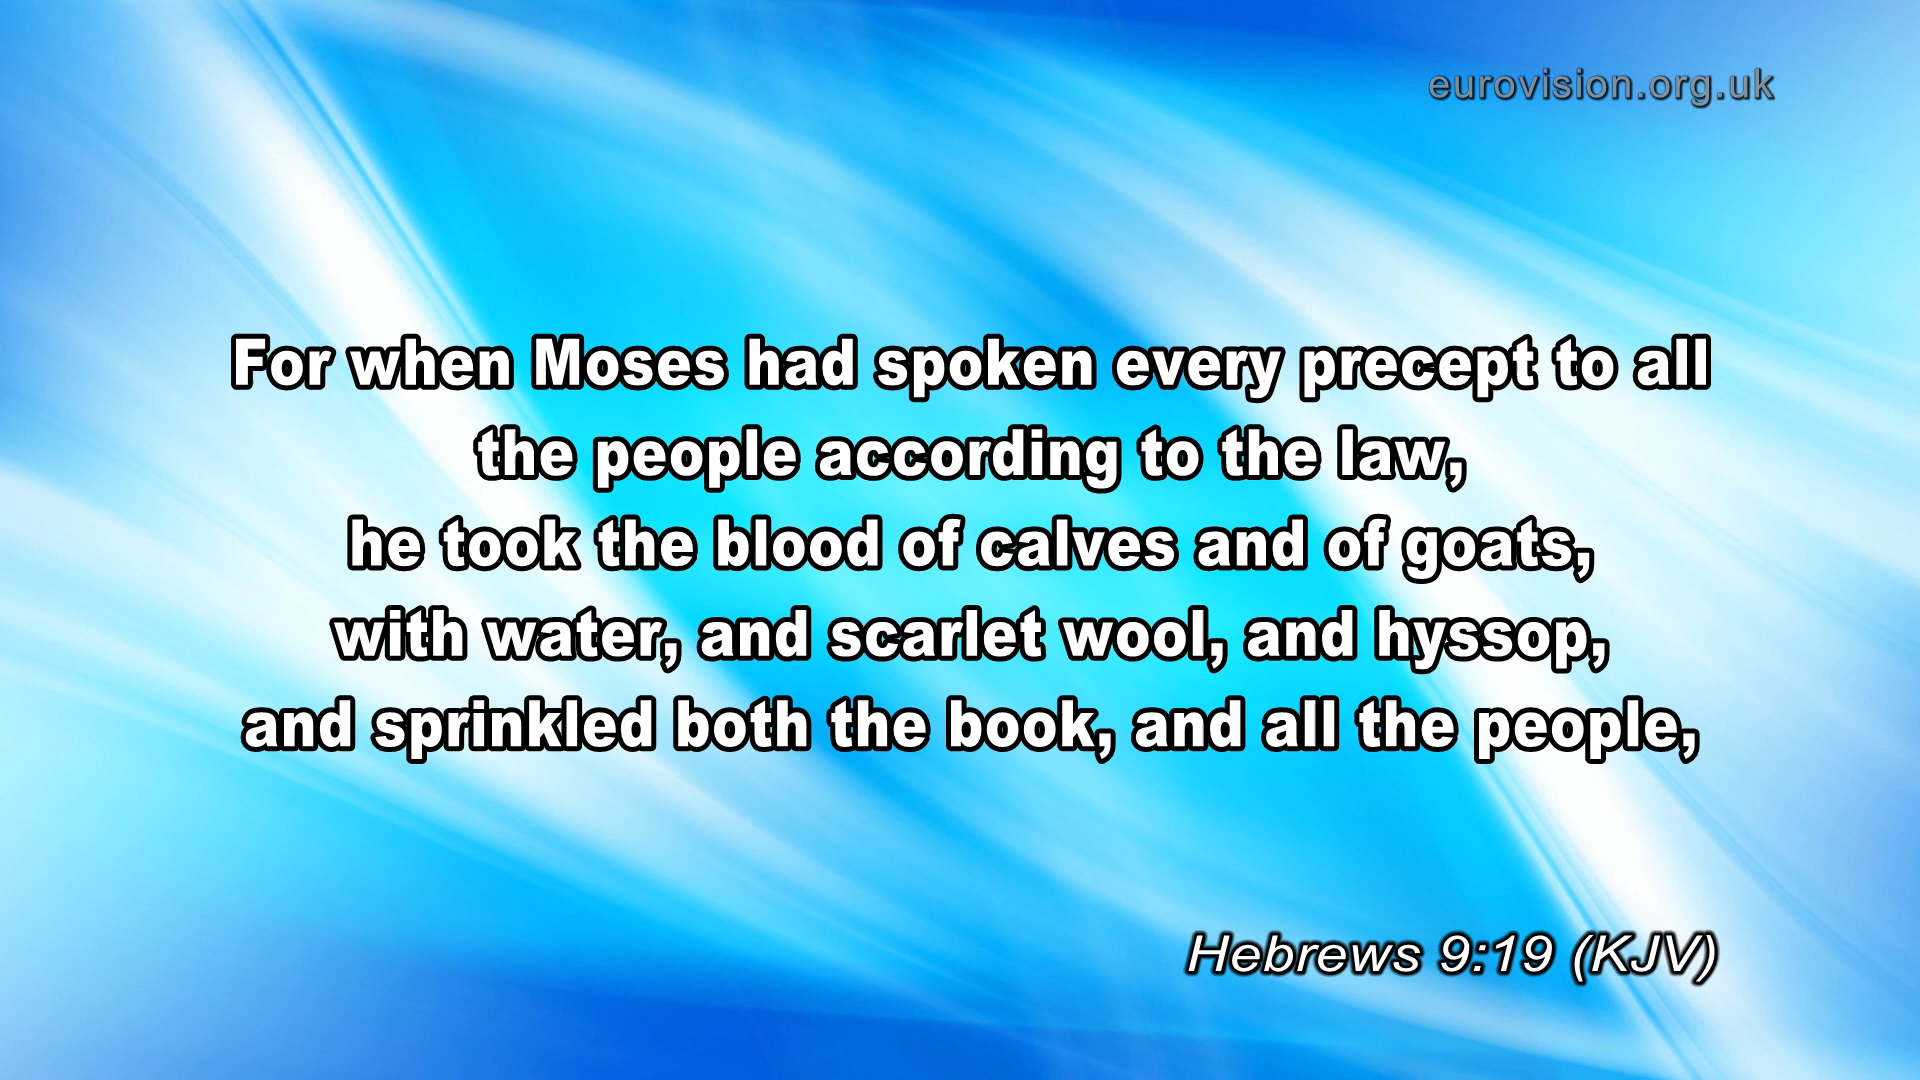 eurovision.org.uk
For when Moses had spoken every precept to all
the people according to the law,
he took the blood of calves and of goats,
with water, and scarlet wool, and hyssop,
and sprinkled both the book, and all the people,
Hebrews 9:19 (KJV)